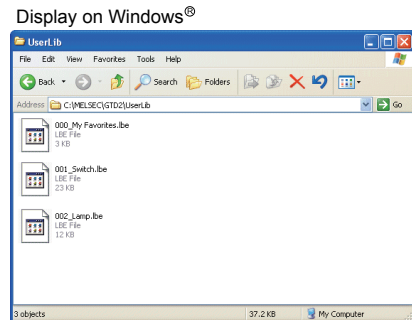 Display on Windows®
UserLib
File Edit View Favorites Tools Help
Back Search Folders
Address C:\MELSEC\GTD2\UserLib Go
000_My Favorites.lbe
LBE File
3 KB
001_Switch.lbe
LBE File
23 KB
002_Lamp.lbe
LBE File
12 KB
3 objects 37.2 KB My Computer